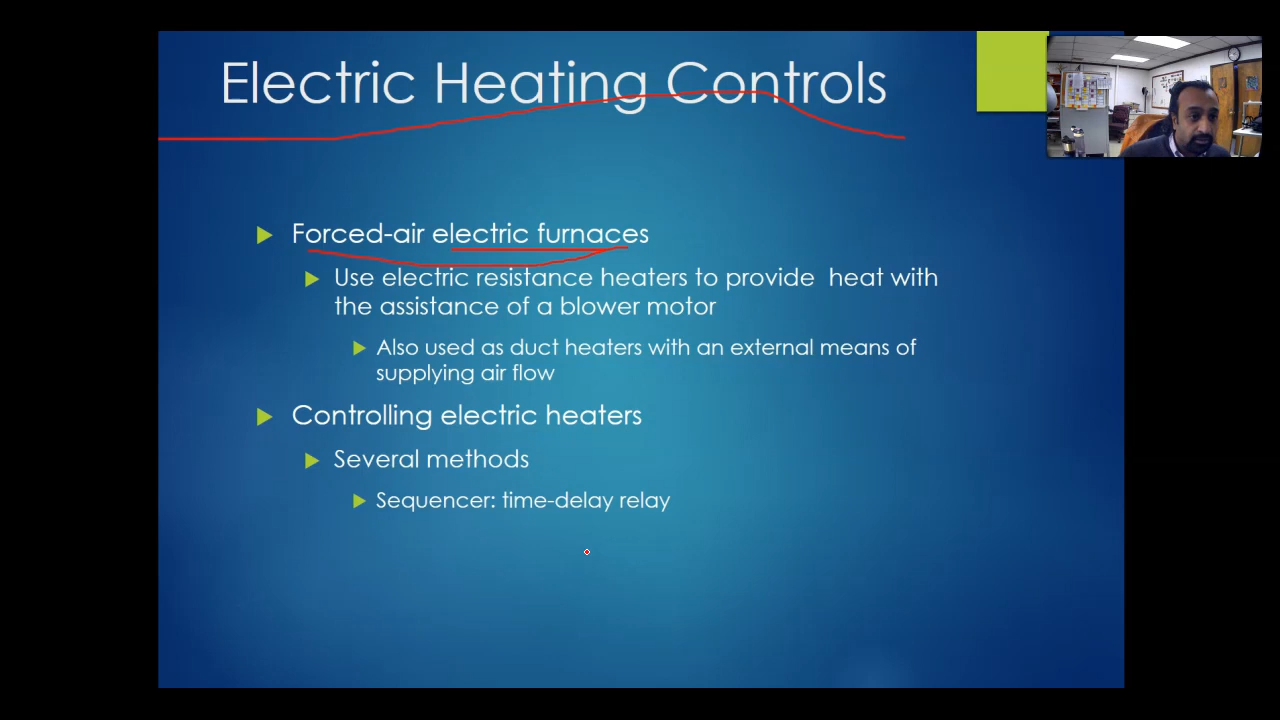 Electric Heating Controls
Forced-air electric furnaces
Use electric resistance heaters to provide heat with
the assistance of a blower motor
Also used as duct heaters with an external means of
supplying air flow
Controlling electric heaters
Several methods
Sequencer: time-delay relay